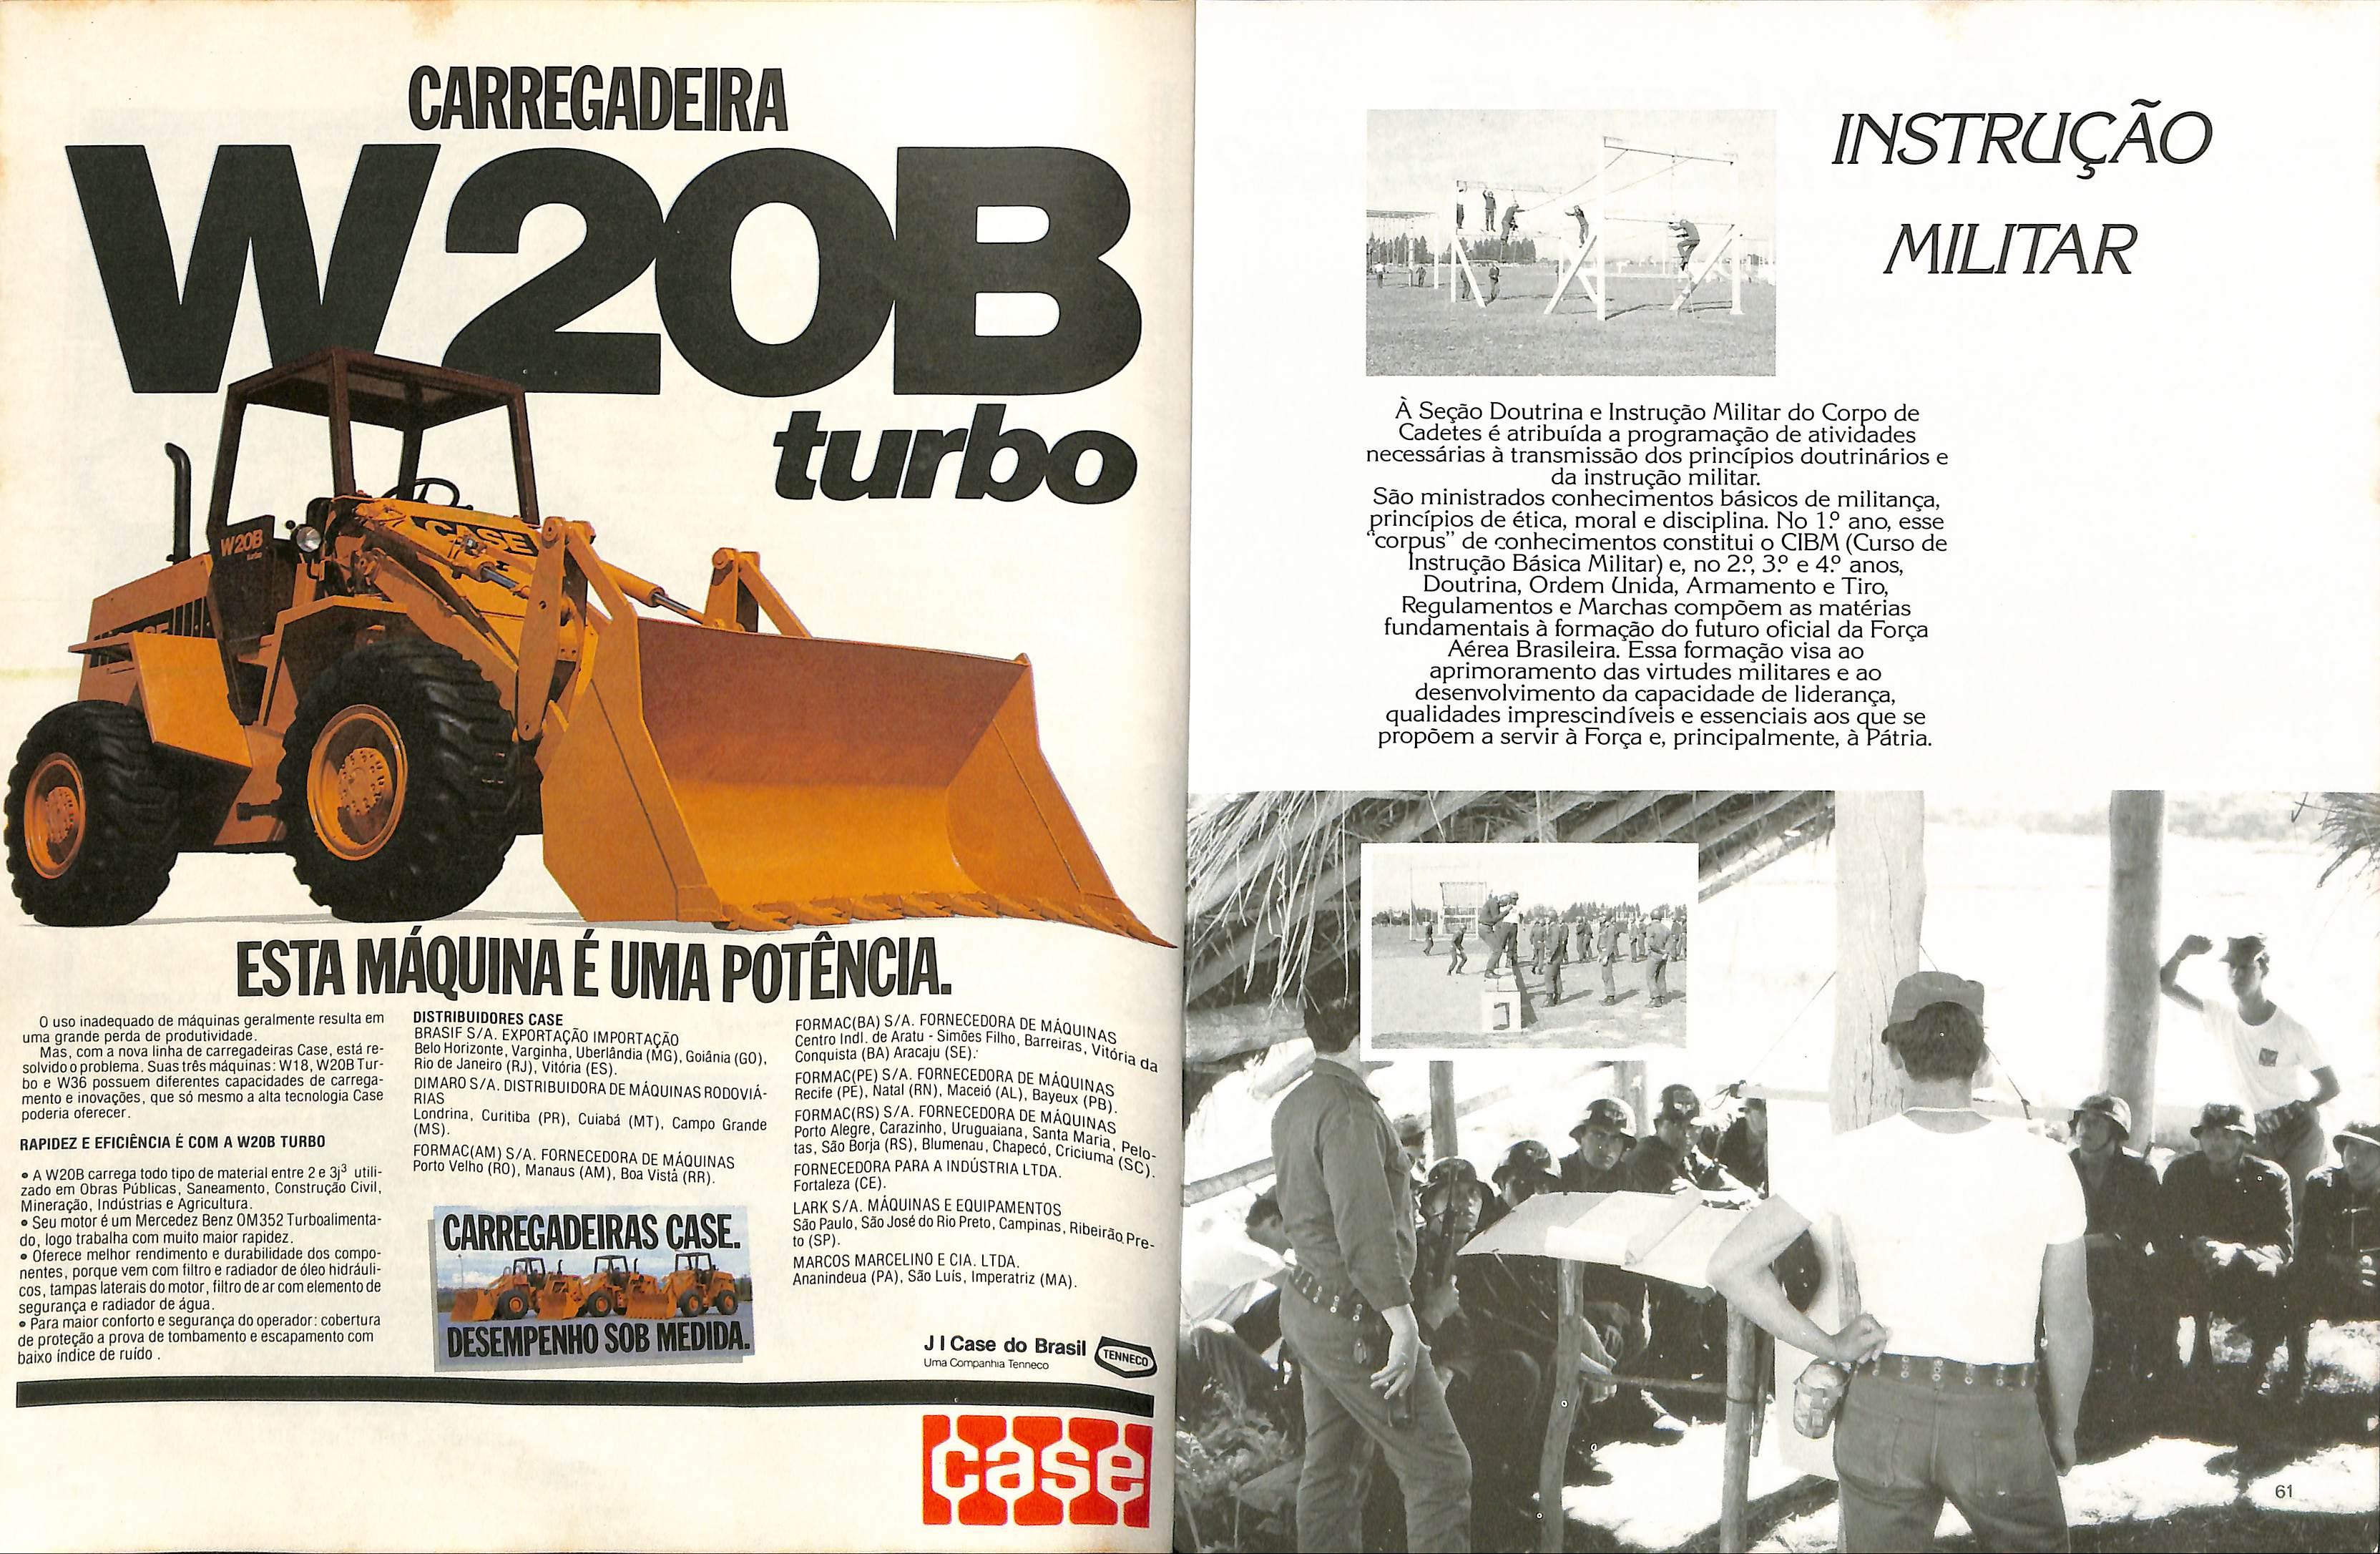 CARREGADEIRA
W20B
turbo
CASE
W20B
turbo
ESTA MÁQUINA É UMA POTÊNCIA.
O uso inadequado de máquinas geralmente resulta em
uma grande perda de produtividade.
Mas, com a nova linha de carregadeiras Case, está re-
solvido o problema. Suas três máquinas: W18, W20B Tur-
bo e W36 possuem diferentes capacidades de carrega-
mento e inovações, que só mesmo a alta tecnologia Case
poderia oferecer.
RAPIDEZ E EFICIÊNCIA É COM A W20B TURBO
• A W20B carrega todo tipo de material entre 2 e 3j³ utili-
zado em Obras Públicas, Saneamento, Construção Civil,
Mineração, Indústrias e Agricultura.
• Seu motor é um Mercedez Benz OM352 Turboalimenta-
do, logo trabalha com muito maior rapidez.
• Oferece melhor rendimento e durabilidade dos compo-
nentes, porque vem com filtro e radiador de óleo hidráuli-
cos, tampas laterais do motor, filtro de ar com elemento de
segurança e radiador de água.
• Para maior conforto e segurança do operador: cobertura
de proteção a prova de tombamento e escapamento com
baixo índice de ruído .
DISTRIBUIDORES CASE
BRASIF S/A. EXPORTAÇÃO IMPORTAÇÃO
Belo Horizonte, Varginha, Uberlândia (MG), Goiânia (GO),
Rio de Janeiro (RJ), Vitória (ES).
DIMARO S/A. DISTRIBUIDORA DE MÁQUINAS RODOVIÁ-
RIAS
Londrina, Curitiba (PR), Cuiabá (MT), Campo Grande
(MS).
FORMAC(AM) S/A. FORNECEDORA DE MÁQUINAS
Porto Velho (RO), Manaus (AM), Boa Vista (RR).
CARREGADEIRAS CASE.
DESEMPENHO SOB MEDIDA.
FORMAC(BA) S/A. FORNECEDORA DE MÁQUINAS
Centro Indl. de Aratu - Simões Filho, Barreiras, Vitória da
Conquista (BA) Aracaju (SE).
FORMAC(PE) S/A. FORNECEDORA DE MÁQUINAS
Recife (PE), Natal (RN), Maceió (AL), Bayeux (PB).
FORMAC(RS) S/A. FORNECEDORA DE MÁQUINAS
Porto Alegre, Carazinho, Uruguaiana, Santa Maria, Pelo-
tas, São Borja (RS), Blumenau, Chapecó, Criciuma (SC).
FORNECEDORA PARA A INDÚSTRIA LTDA.
Fortaleza (CE).
LARK S/A. MÁQUINAS E EQUIPAMENTOS
São Paulo, São José do Rio Preto, Campinas, Ribeirão Pre-
to (SP).
MARCOS MARCELINO E CIA. LTDA.
Ananindeua (PA), São Luís, Imperatriz (MA).
J I Case do Brasil
Uma Companhia Tenneco
TENNECO
case
INSTRUÇÃO
MILITAR
À Seção Doutrina e Instrução Militar do Corpo de
Cadetes é atribuída a programação de atividades
necessárias à transmissão dos princípios doutrinários e
da instrução militar.
São ministrados conhecimentos básicos de militança,
princípios de ética, moral e disciplina. No 1º ano, esse
“corpus” de conhecimentos constitui o CIBM (Curso de
Instrução Básica Militar) e, no 2º, 3º e 4º anos,
Doutrina, Ordem Unida, Armamento e Tiro,
Regulamentos e Marchas compõem as matérias
fundamentais à formação do futuro oficial da Força
Aérea Brasileira. Essa formação visa ao
aprimoramento das virtudes militares e ao
desenvolvimento da capacidade de liderança,
qualidades imprescindíveis e essenciais aos que se
propõem a servir à Força e, principalmente, à Pátria.
61